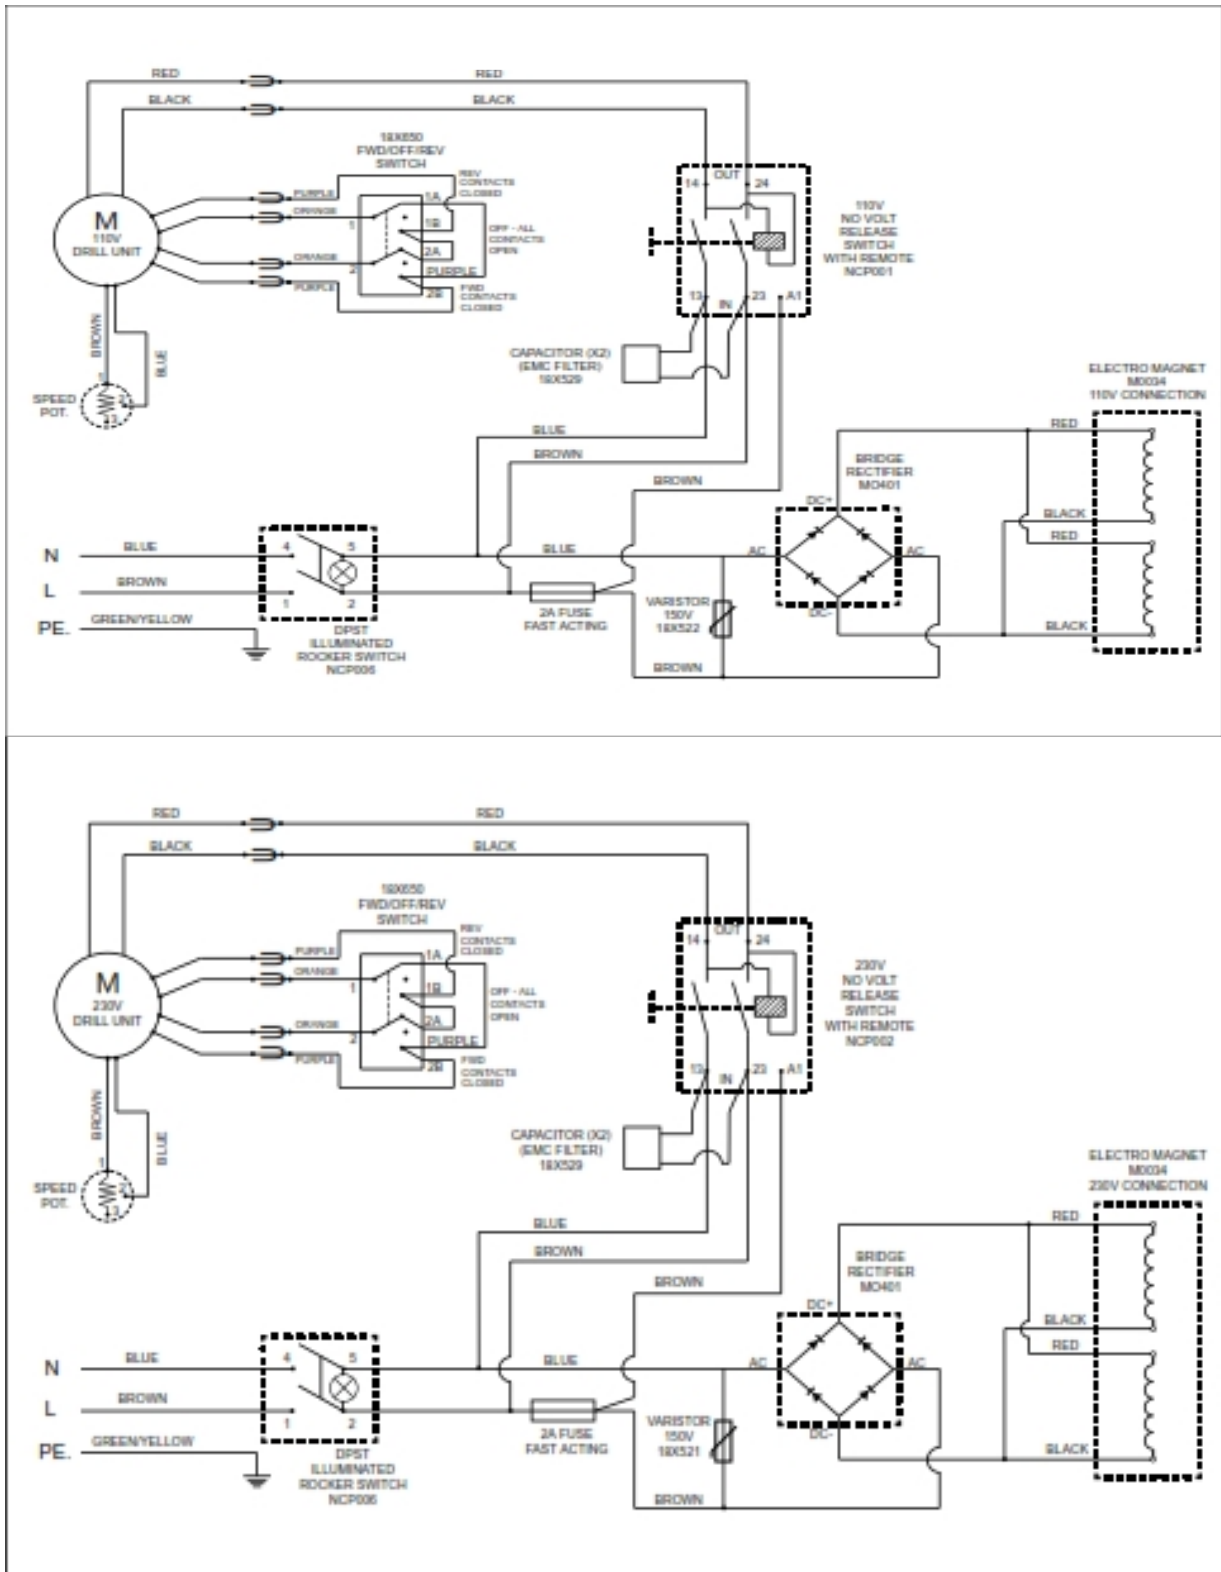 RED RED
BLACK BLACK
18X650
FWD/OFF/REV
SWITCH
REV
CONTACTS
CLOSED
PURPLE
ORANGE
1
1A
1B
2A
OFF - ALL
CONTACTS
OPEN
ORANGE
PURPLE
2
PURPLE
2B
FWD
CONTACTS
CLOSED
M
110V
DRILL UNIT
BROWN
BLUE
SPEED
POT.
1
2
3
OUT
14 24
110V
NO VOLT
RELEASE
SWITCH
WITH REMOTE
NCP001
13 IN 23 A1
CAPACITOR (X2)
(EMC FILTER)
18X529
BLUE
BROWN
BROWN
ELECTRO MAGNET
M0034
110V CONNECTION
RED
BLACK
RED
BLACK
BRIDGE
RECTIFIER
MO401
DC+
AC AC
DC-
N BLUE 4 5 BLUE
L BROWN 1 2
PE. GREEN/YELLOW
DPST
ILLUMINATED
ROCKER SWITCH
NCP006
2A FUSE
FAST ACTING
VARISTOR
150V
18X522
BROWN
RED RED
BLACK BLACK
18X650
FWD/OFF/REV
SWITCH
REV
CONTACTS
CLOSED
PURPLE
ORANGE
1
1A
1B
2A
OFF - ALL
CONTACTS
OPEN
ORANGE
PURPLE
2
PURPLE
2B
FWD
CONTACTS
CLOSED
M
230V
DRILL UNIT
BROWN
BLUE
SPEED
POT.
1
2
3
OUT
14 24
230V
NO VOLT
RELEASE
SWITCH
WITH REMOTE
NCP002
13 IN 23 A1
CAPACITOR (X2)
(EMC FILTER)
18X529
BLUE
BROWN
BROWN
ELECTRO MAGNET
M0034
230V CONNECTION
RED
BLACK
RED
BLACK
BRIDGE
RECTIFIER
MO401
DC+
AC AC
DC-
N BLUE 4 5 BLUE
L BROWN 1 2
PE. GREEN/YELLOW
DPST
ILLUMINATED
ROCKER SWITCH
NCP006
2A FUSE
FAST ACTING
VARISTOR
150V
18X521
BROWN